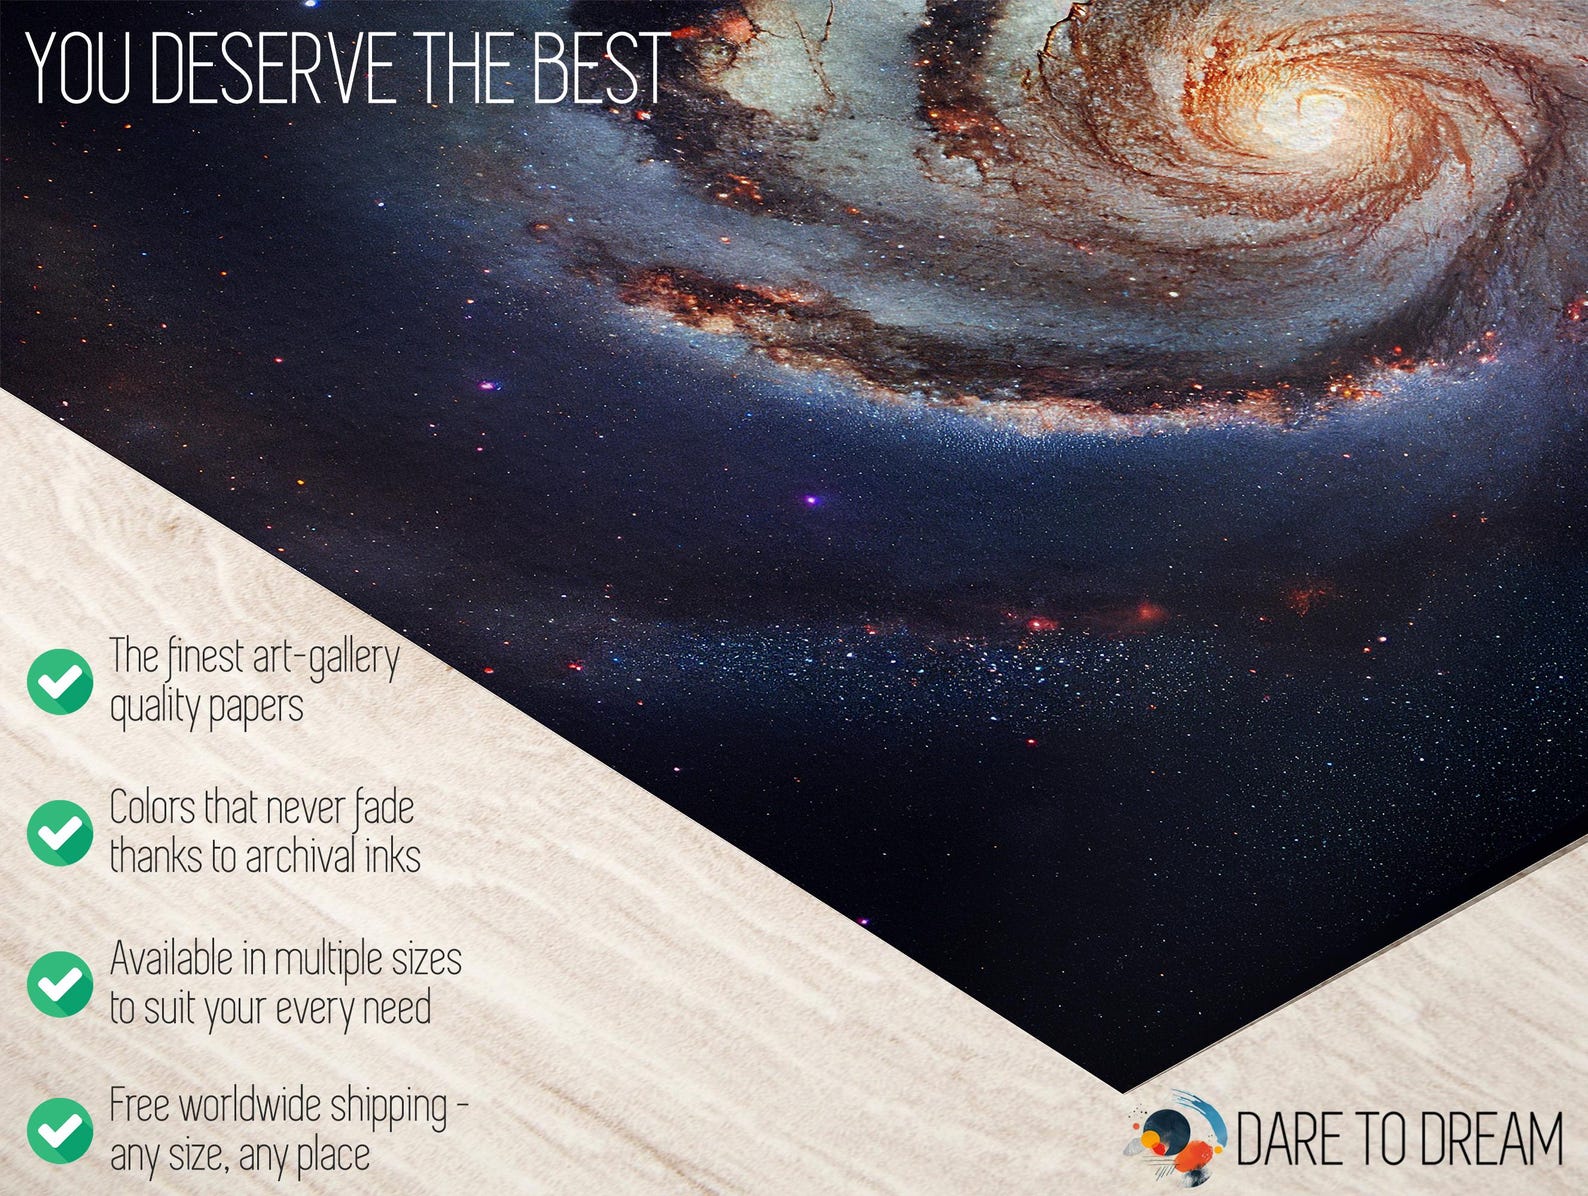 YOU DESERVE THE BEST
The finest art-gallery
quality papers
Colors that never fade
thanks to archival inks
Available in multiple sizes
to suit your every need
Free worldwide shipping -
any size, any place
DARE TO DREAM